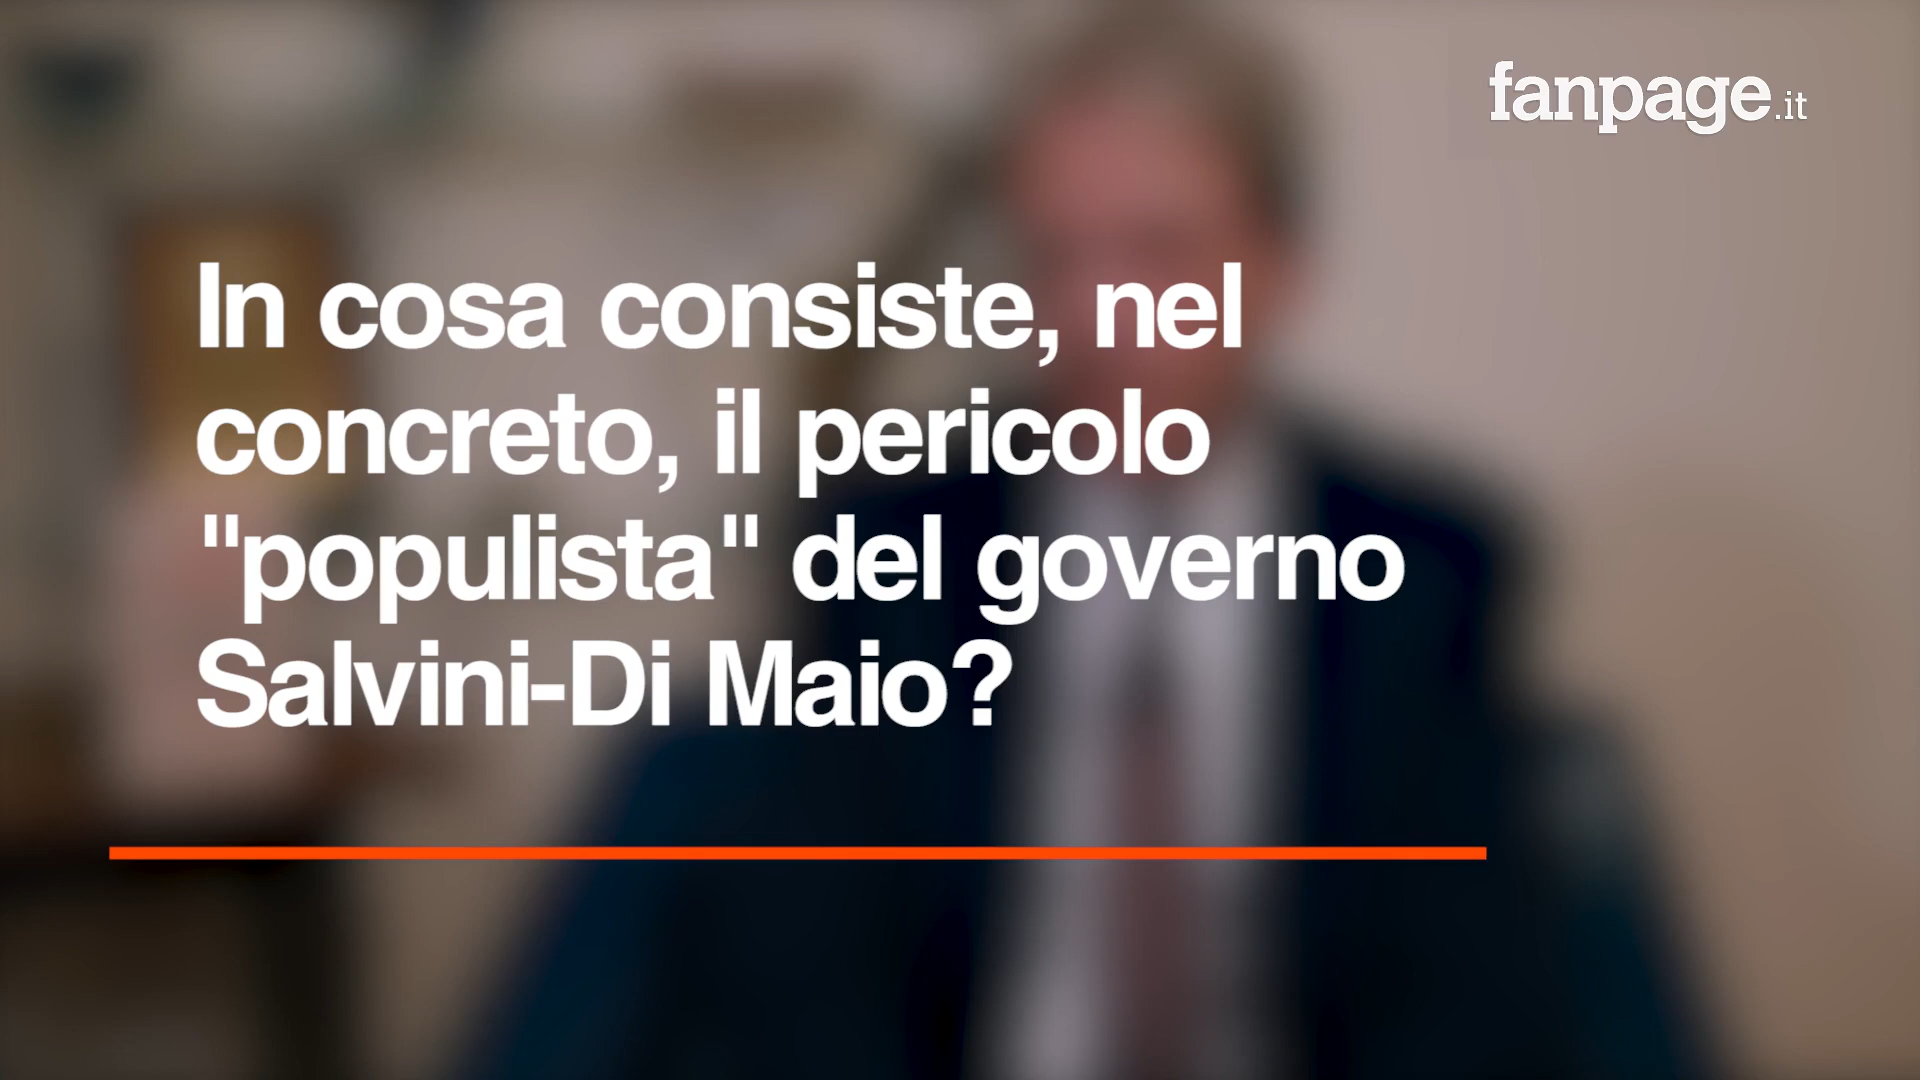 fanpage.it
In cosa consiste, nel
concreto, il pericolo
"populista" del governo
Salvini-Di Maio?